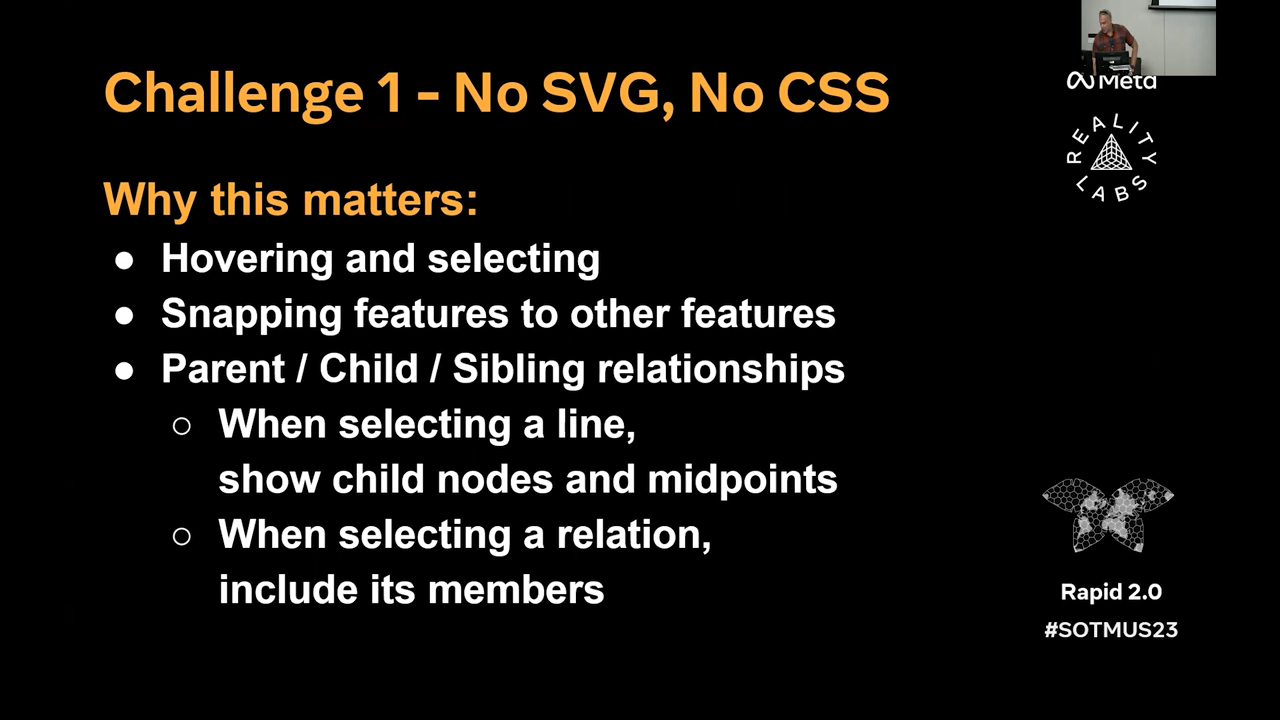 Challenge 1 - No SVG, No CSS
Meta
REALITY LABS
Why this matters:
● Hovering and selecting
● Snapping features to other features
● Parent / Child / Sibling relationships
○ When selecting a line,
show child nodes and midpoints
○ When selecting a relation,
include its members
Rapid 2.0
#SOTMUS23